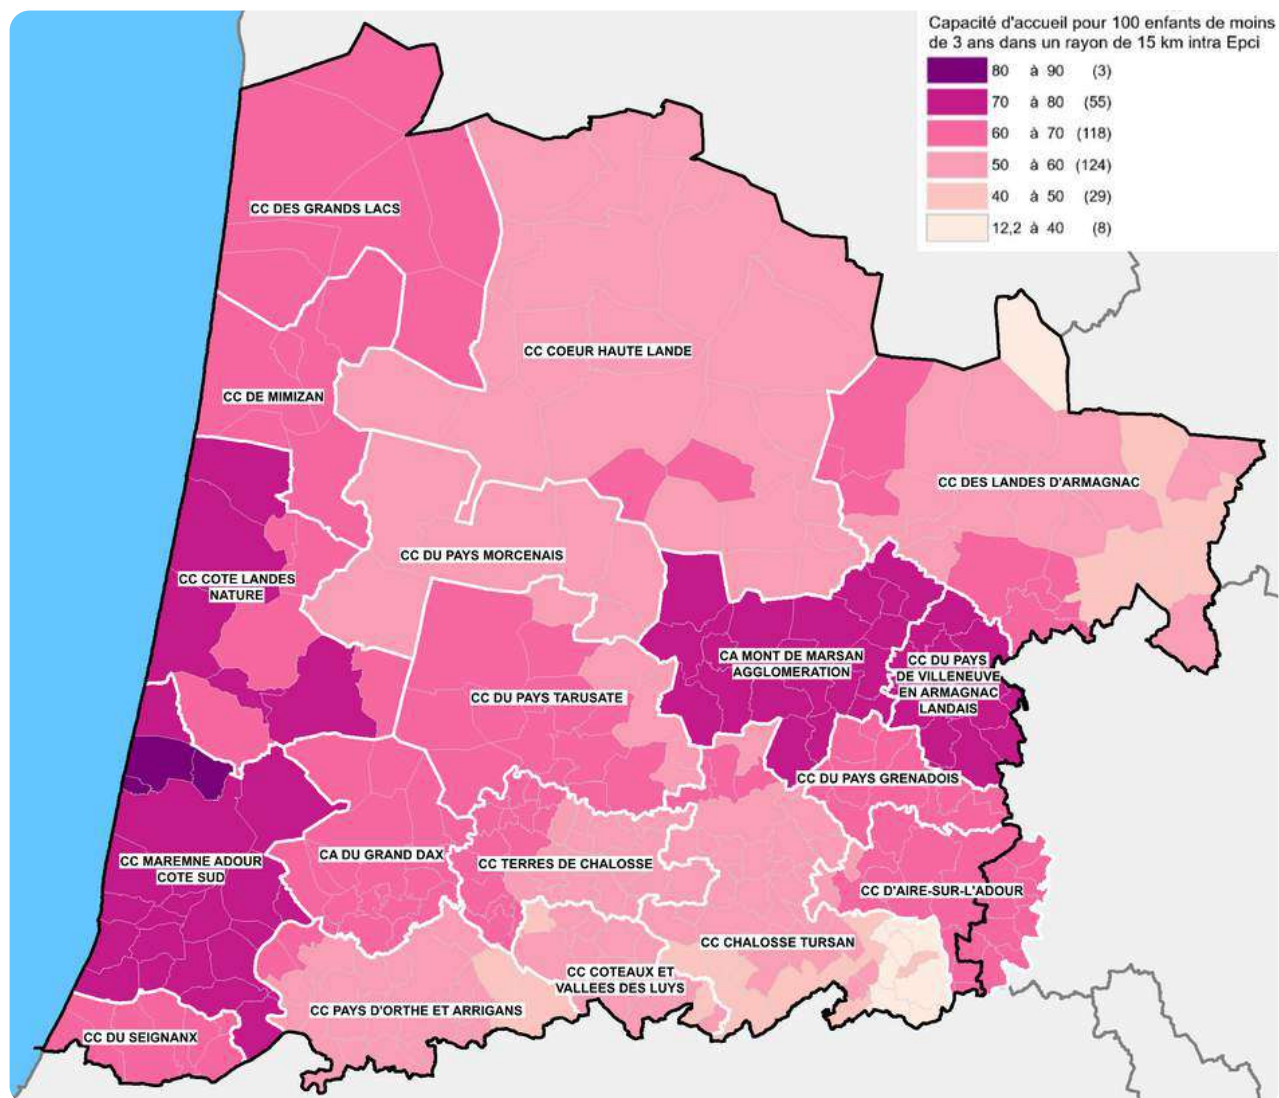 Capacité d'accueil pour 100 enfants de moins
de 3 ans dans un rayon de 15 km intra Epci
80 à 90 (3)
70 à 80 (55)
60 à 70 (118)
50 à 60 (124)
40 à 50 (29)
12,2 à 40 (8)
CC DES GRANDS LACS
CC COEUR HAUTE LANDE
CC DE MIMIZAN
CC DES LANDES D'ARMAGNAC
CC DU PAYS MORCENAIS
CC COTE LANDES
NATURE
CA MONT DE MARSAN
AGGLOMERATION
CC DU PAYS
DE VILLENEUVE
EN ARMAGNAC
LANDAIS
CC DU PAYS TARUSATE
CC DU PAYS GRENADOIS
CC MAREMNE ADOUR
COTE SUD
CA DU GRAND DAX
CC TERRES DE CHALOSSE
CC D'AIRE-SUR-L'ADOUR
CC CHALOSSE TURSAN
CC COTEAUX ET
VALLEES DES LUYS
CC PAYS D'ORTHE ET ARRIGANS
CC DU SEIGNANX